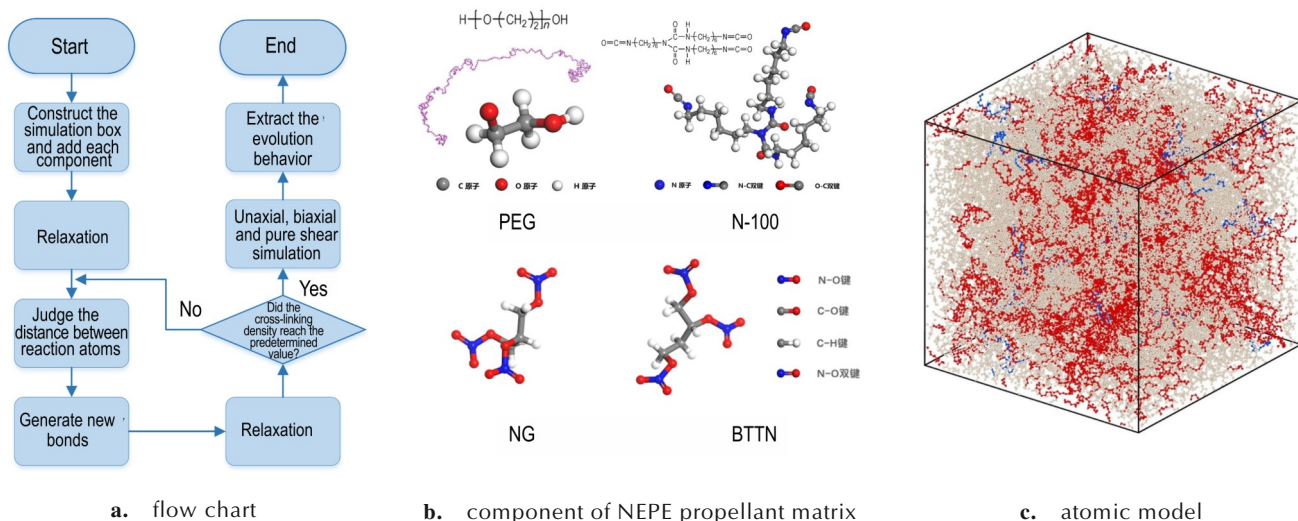 Start
Construct the
simulation box
and add each
component
Relaxation
Judge the
distance between
reaction atoms
Generate new
bonds
Relaxation
Did the
cross-linking
density reach the
predetermined
value?
No
Yes
Unaxial, biaxial
and pure shear
simulation
Extract the
evolution
behavior
End
a. flow chart
H⁅O−(CH₂)₂⁆ₙOH
C 原子 O 原子 H 原子
PEG
N 原子 N-C双键 O-C双键
N-100
NG
BTTN
N-O键
C-O键
C-H键
N-O双键
b. component of NEPE propellant matrix
c. atomic model